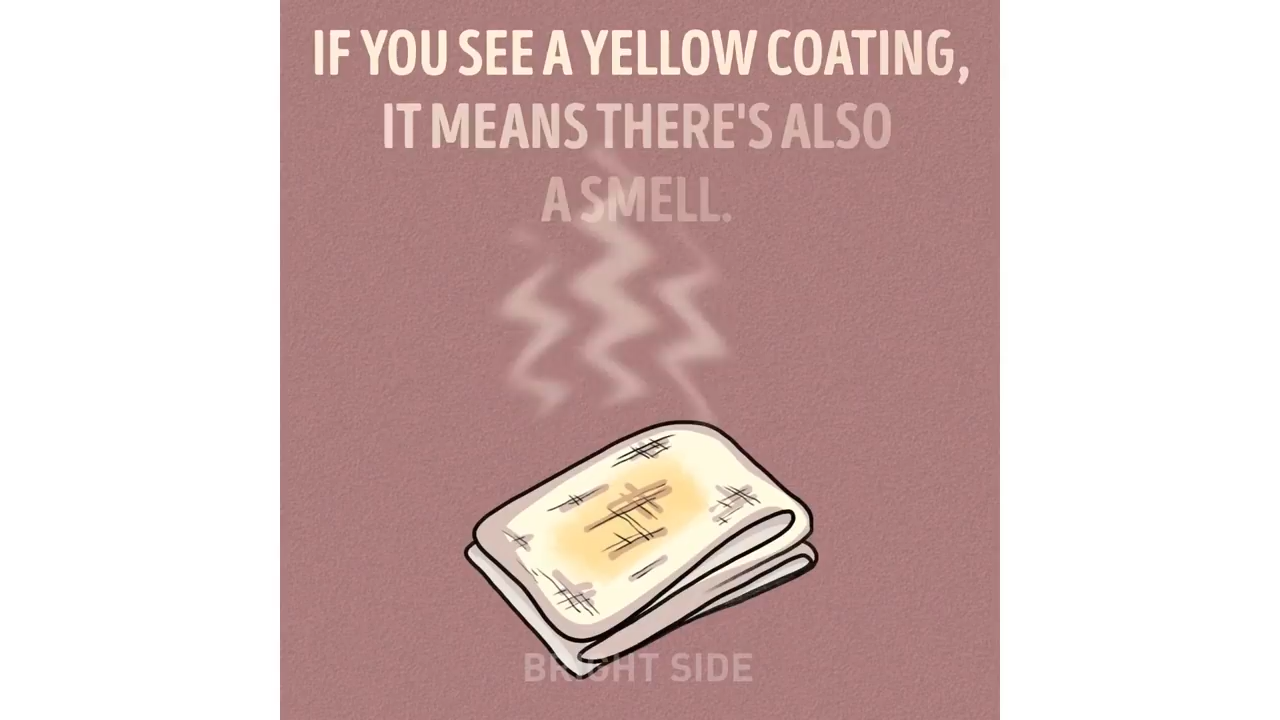 IF YOU SEE A YELLOW COATING,
IT MEANS THERE'S ALSO
A SMELL.
BRIGHT SIDE